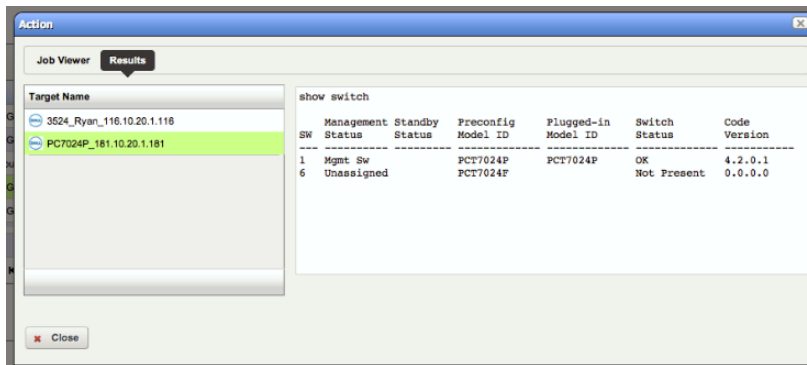 Action
Job Viewer Results
Target Name
3524_Ryan_116.10.20.1.116
PC7024P_181.10.20.1.181
show switch
Management Standby Preconfig Plugged-in Switch Code
SW Status Status Model ID Model ID Status Version
--- ---------- --------- ------------- ------------- ------------- -----------
1 Mgmt Sw PCT7024P PCT7024P OK 4.2.0.1
6 Unassigned PCT7024F Not Present 0.0.0.0
Close